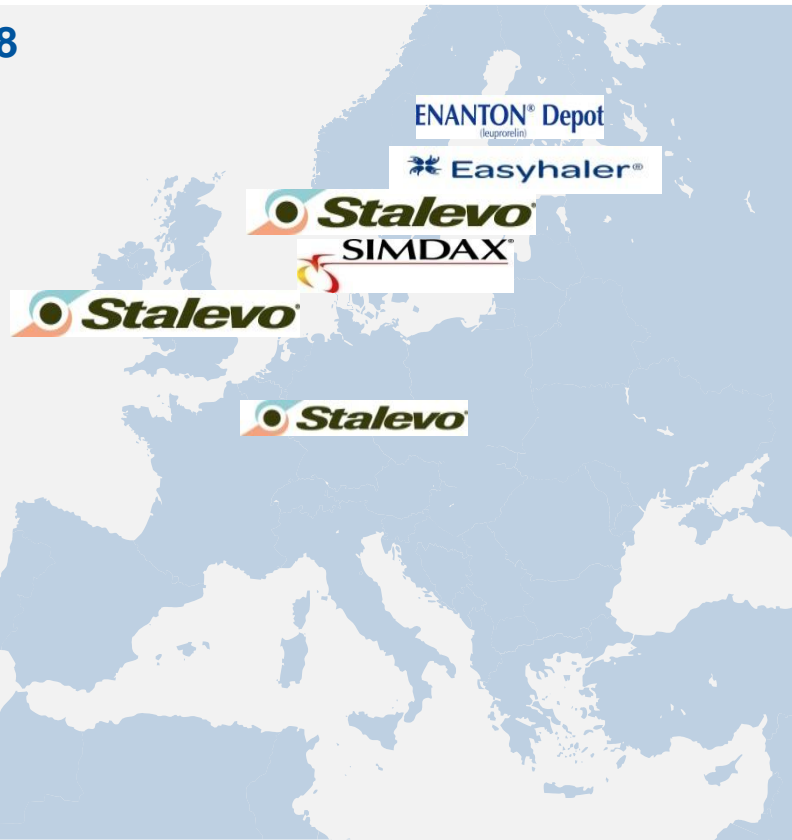 8
ENANTON® Depot
(leuprorelin)
Easyhaler®
Stalevo®
SIMDAX®
Stalevo®
Stalevo®